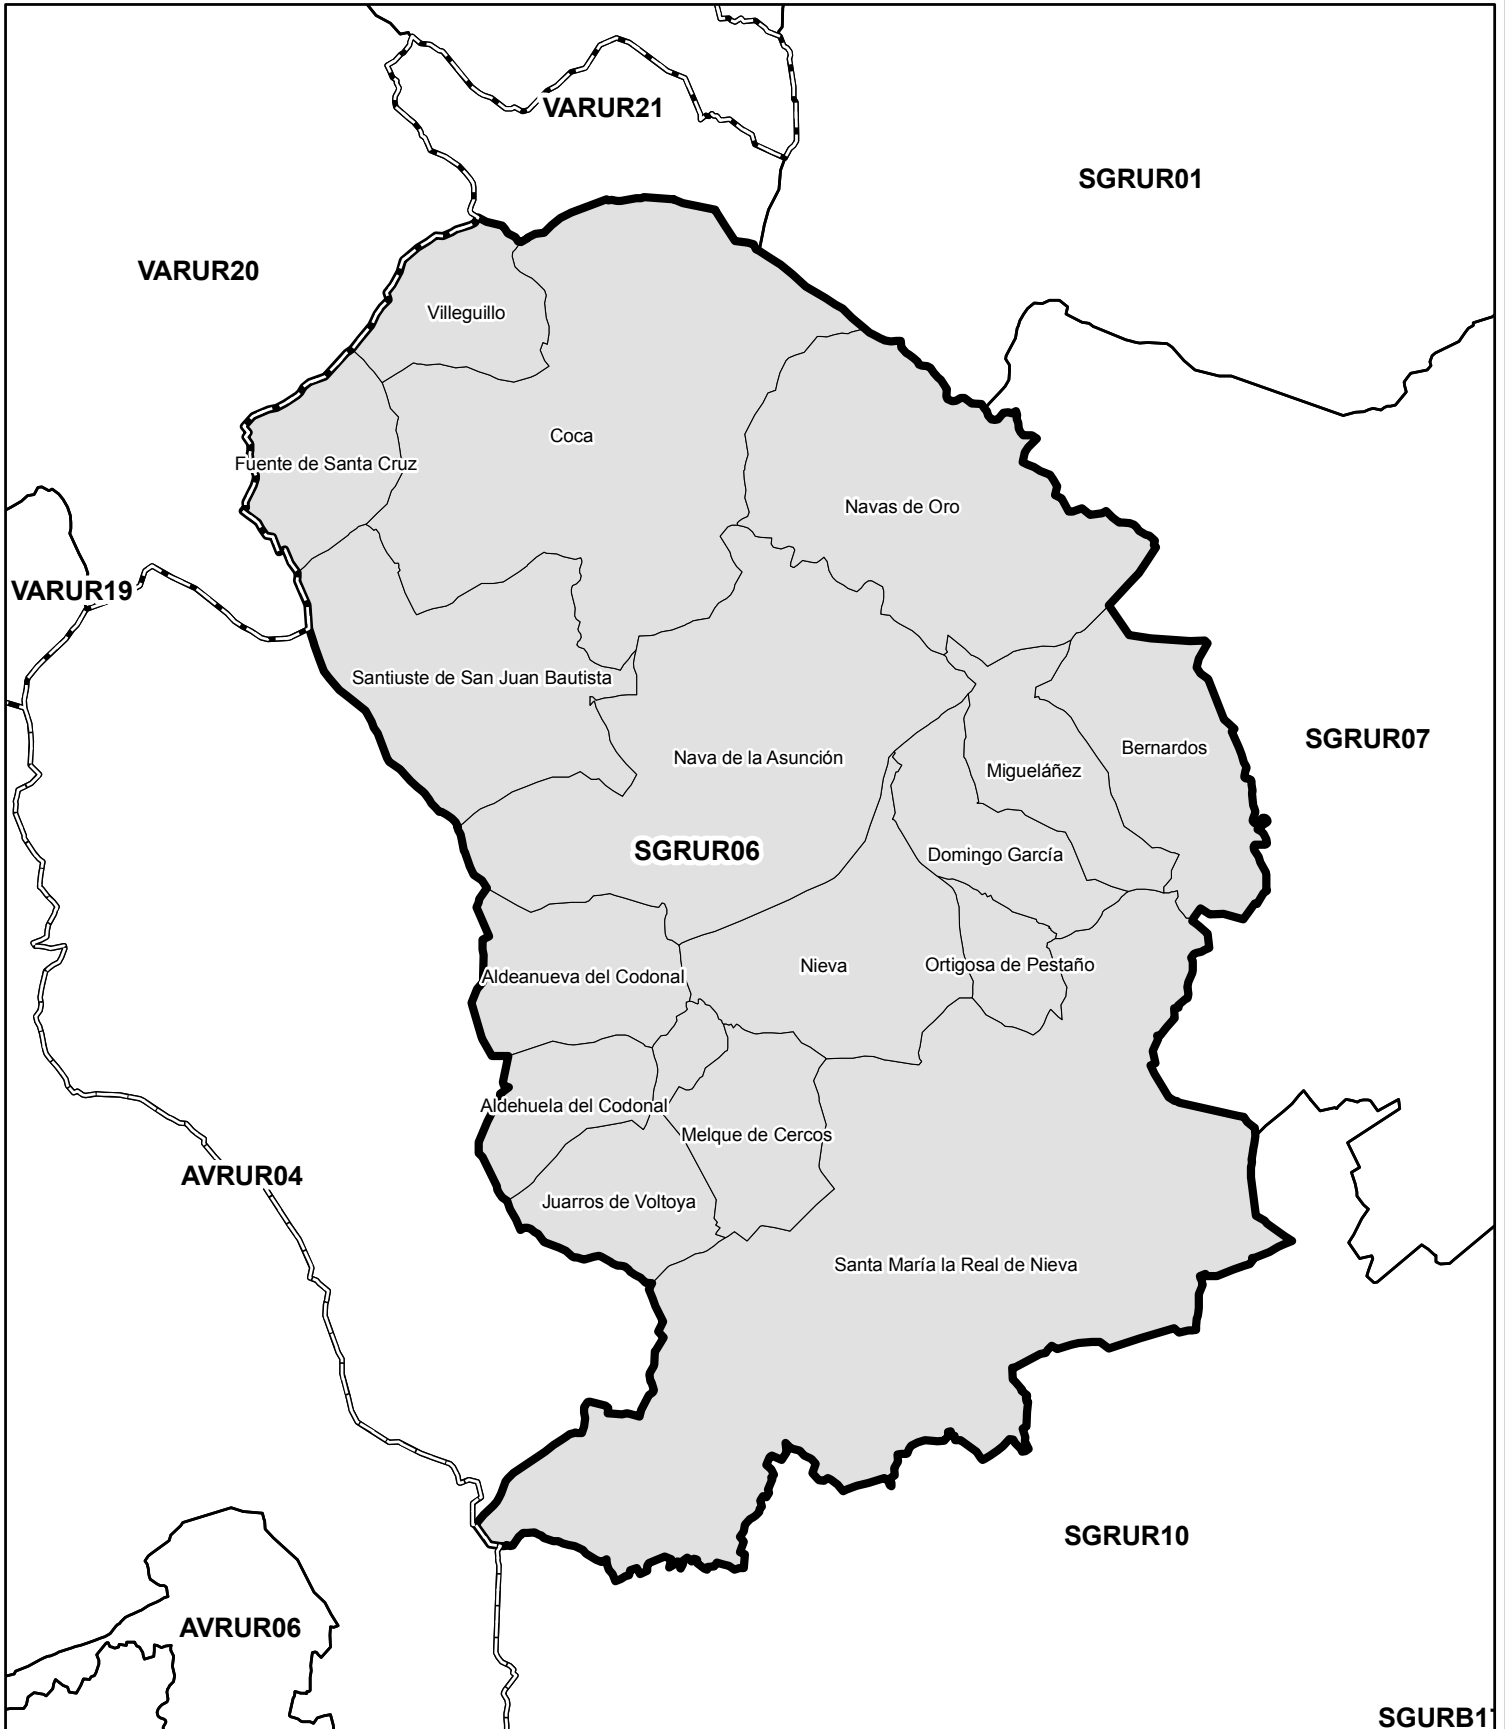 VARUR21
SGRUR01
VARUR20
Villeguillo
Coca
Fuente de Santa Cruz
Navas de Oro
VARUR19
Santiuste de San Juan Bautista
SGRUR07
Bernardos
Nava de la Asunción
Migueláñez
SGRUR06
Domingo García
Nieva
Ortigosa de Pestaño
Aldeanueva del Codonal
Aldehuela del Codonal
Melque de Cercos
AVRUR04
Juarros de Voltoya
Santa María la Real de Nieva
SGRUR10
AVRUR06
SGURB1